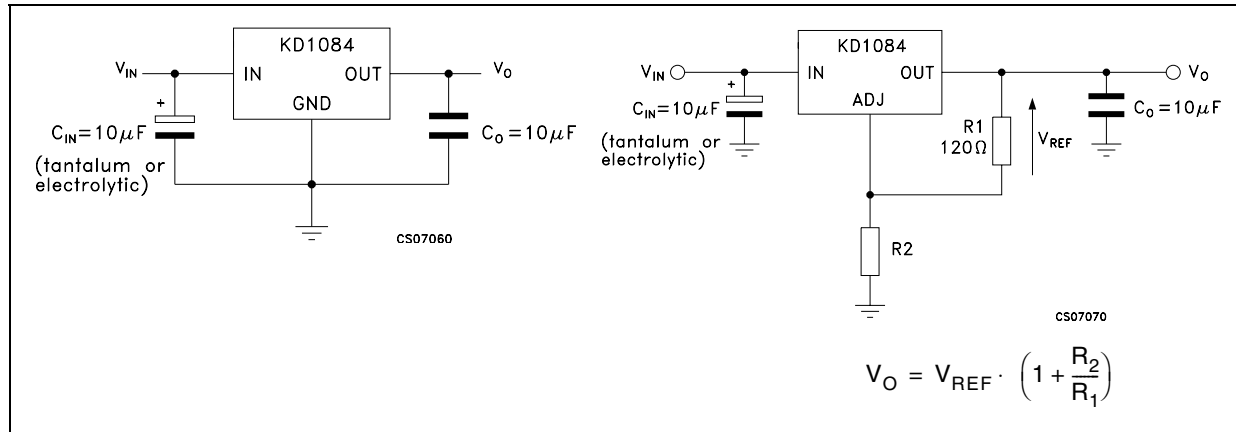 KD1084
V_IN
IN
OUT
V_O
GND
+
C_IN=10μF
(tantalum or
electrolytic)
C_O=10μF
CS07060
KD1084
V_IN
IN
OUT
V_O
ADJ
+
C_IN=10μF
(tantalum or
electrolytic)
R1
120Ω
V_REF
C_O=10μF
R2
CS07070
V_O = V_REF · (1 + R_2/R_1)